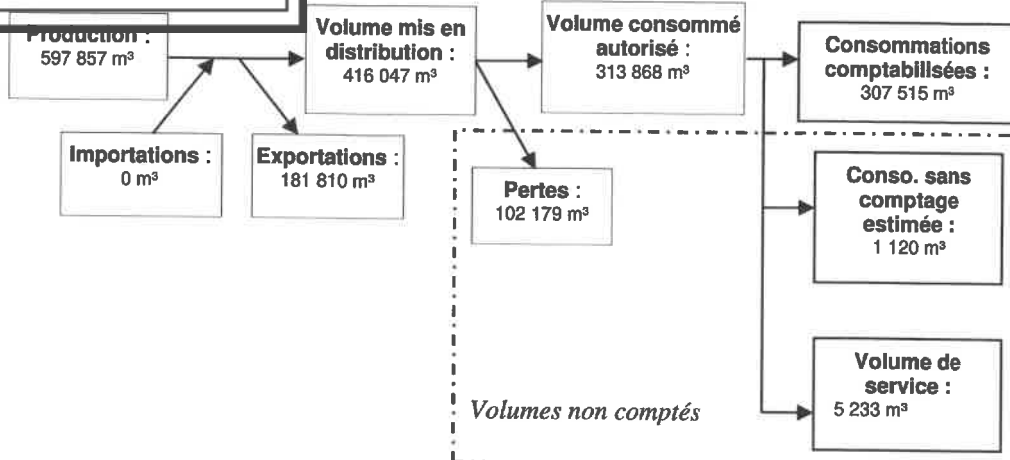 Production :
597 857 m³
Volume mis en
distribution :
416 047 m³
Volume consommé
autorisé :
313 868 m³
Consommations
comptabilisées :
307 515 m³
Importations :
0 m³
Exportations :
181 810 m³
Pertes :
102 179 m³
Conso. sans
comptage
estimée :
1 120 m³
Volume de
service :
5 233 m³
Volumes non comptés